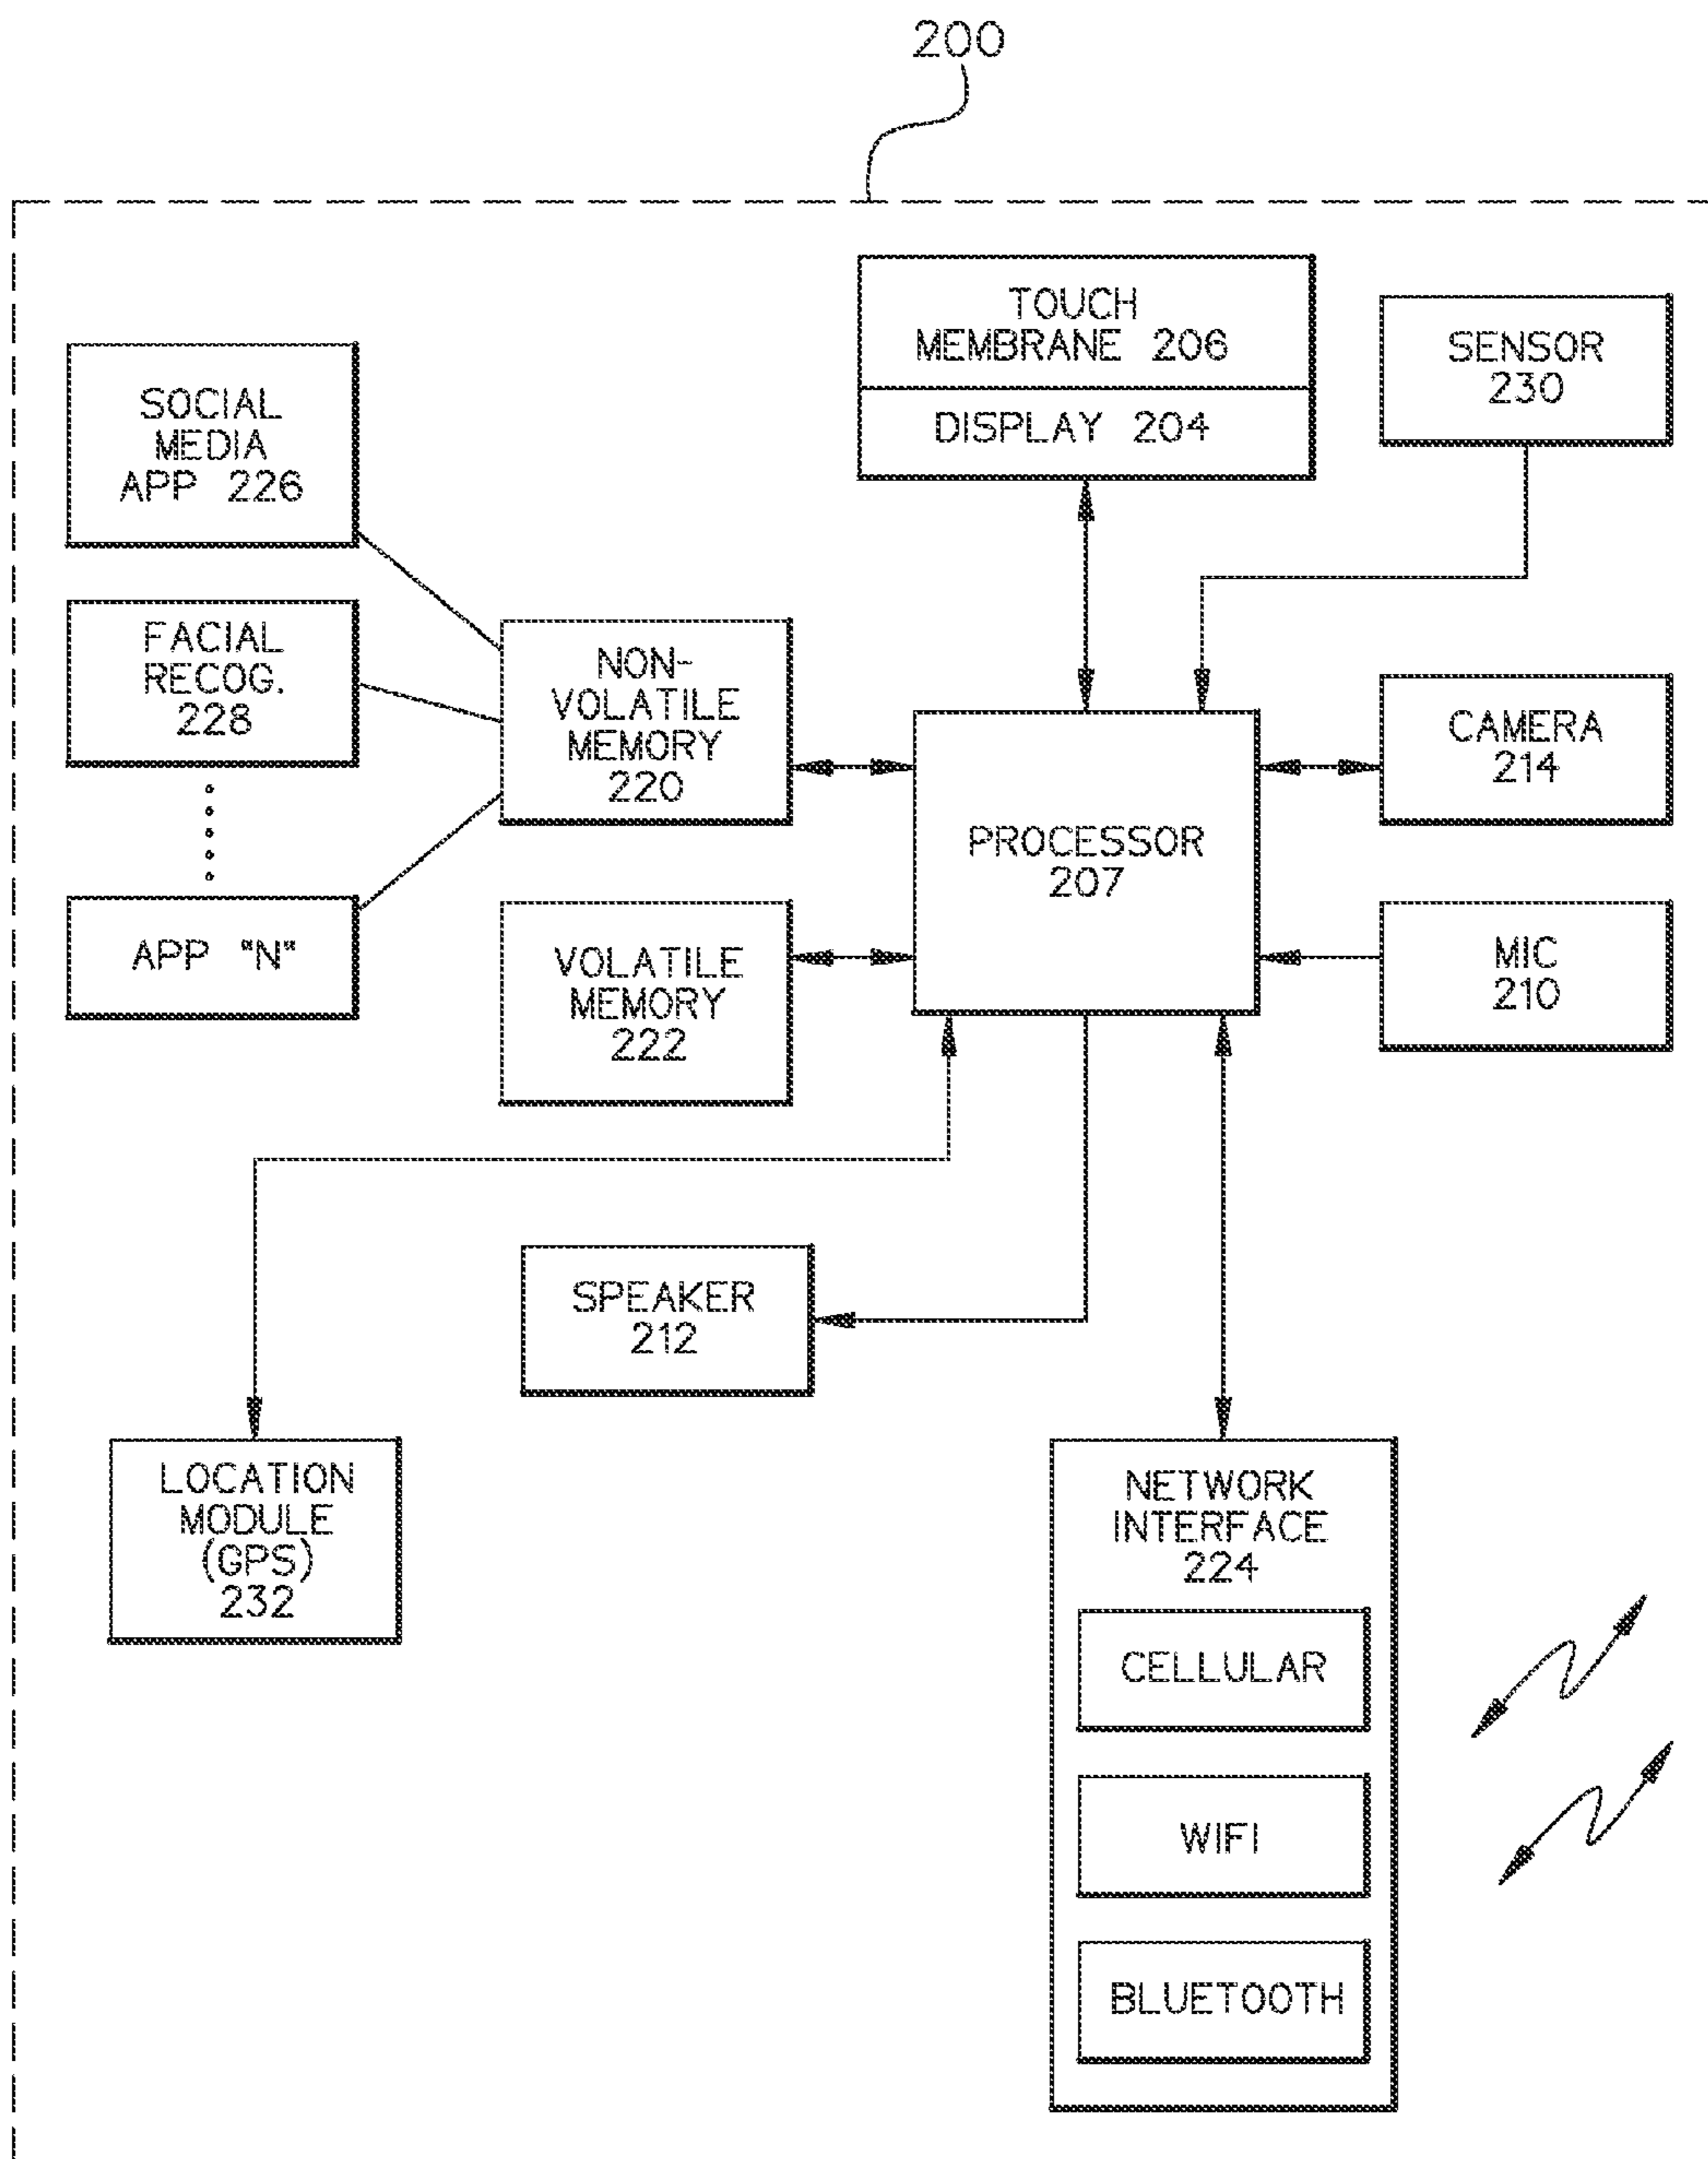 200
TOUCH
MEMBRANE 206
DISPLAY 204
SENSOR
230
SOCIAL
MEDIA
APP 226
FACIAL
RECOG.
228
APP "N"
NON-
VOLATILE
MEMORY
220
VOLATILE
MEMORY
222
PROCESSOR
207
CAMERA
214
MIC
210
SPEAKER
212
LOCATION
MODULE
(GPS)
232
NETWORK
INTERFACE
224
CELLULAR
WIFI
BLUETOOTH